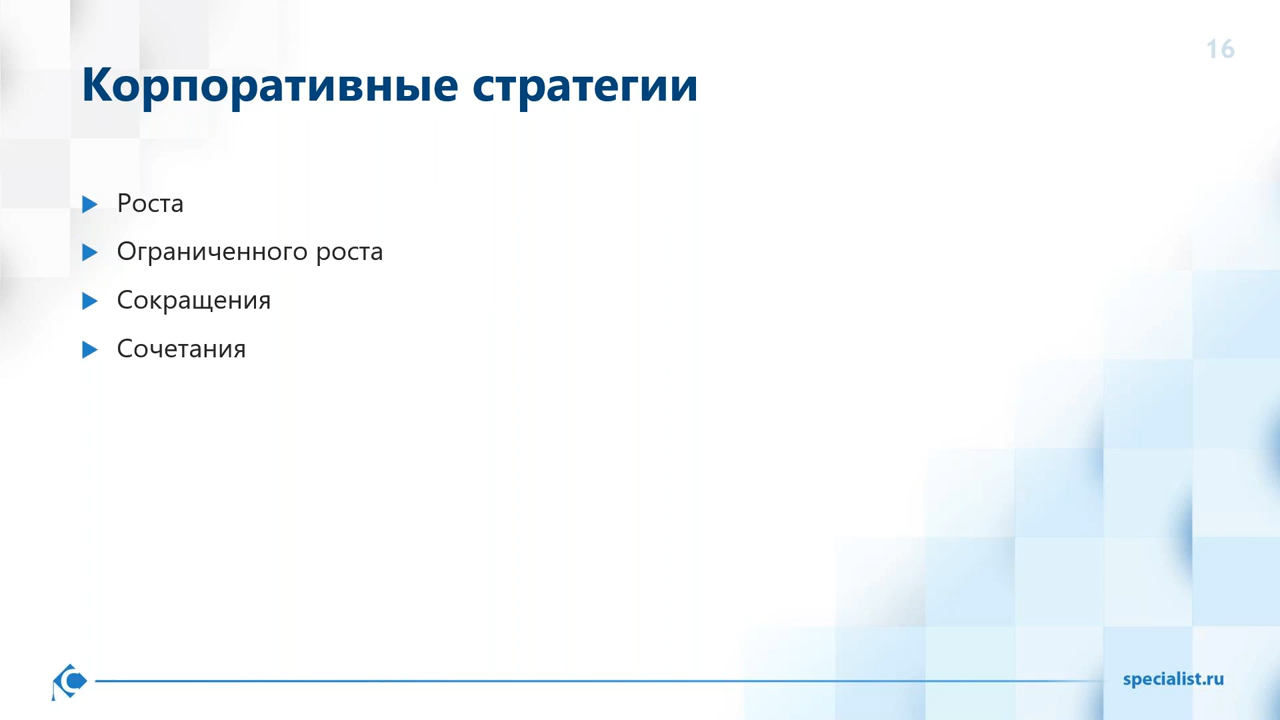 16
Корпоративные стратегии
Роста
Ограниченного роста
Сокращения
Сочетания
specialist.ru